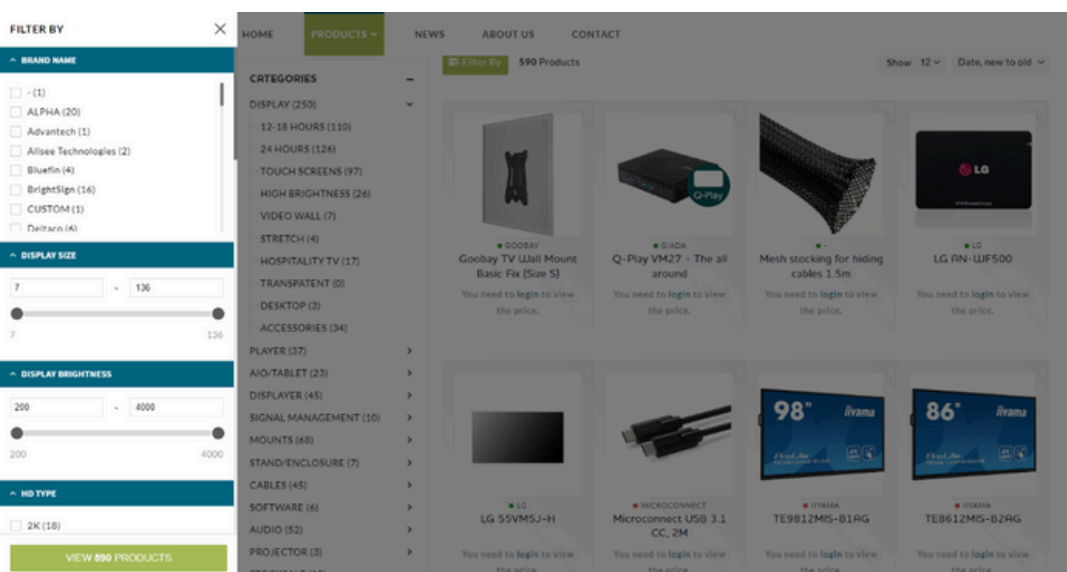 FILTER BY
BRAND NAME
- (1)
ALPHA (20)
Advantech (1)
Allsee Technologies (2)
Bluefin (4)
BrightSign (16)
CUSTOM (1)
Deltaco (6)
DISPLAY SIZE
7 - 136
7 136
DISPLAY BRIGHTNESS
200 - 4000
200 4000
HD TYPE
2K (18)
VIEW 590 PRODUCTS
HOME PRODUCTS NEWS ABOUT US CONTACT
CATEGORIES
DISPLAY (250)
12-18 HOURS (110)
24 HOURS (126)
TOUCH SCREENS (97)
HIGH BRIGHTNESS (26)
VIDEO WALL (7)
STRETCH (4)
HOSPITALITY TV (17)
TRANSPATENT (0)
DESKTOP (3)
ACCESSORIES (34)
PLAYER (37)
AIO/TABLET (23)
DISPLAYER (45)
SIGNAL MANAGEMENT (10)
MOUNTS (68)
STAND/ENCLOSURE (7)
CABLES (45)
SOFTWARE (6)
AUDIO (52)
PROJECTOR (3)
Filter By 590 Products Show 12 Date, new to old
Q-Play
LG
GOOBAY
Goobay TV Wall Mount
Basic Fix (Size S)
You need to login to view
the price.
GIADA
Q-Play VM27 - The all
around
You need to login to view
the price.
-
Mesh stocking for hiding
cables 1.5m
You need to login to view
the price.
LG
LG AN-WF500
You need to login to view
the price.
LG
LG 55VM5J-H
You need to login to view
the price.
MICROCONNECT
Microconnect USB 3.1
CC, 2M
You need to login to view
the price.
98" iiyama
ProLite
IIYAMA
TE9812MIS-B1AG
You need to login to view
the price.
86" iiyama
ProLite
IIYAMA
TE8612MIS-B2AG
You need to login to view
the price.